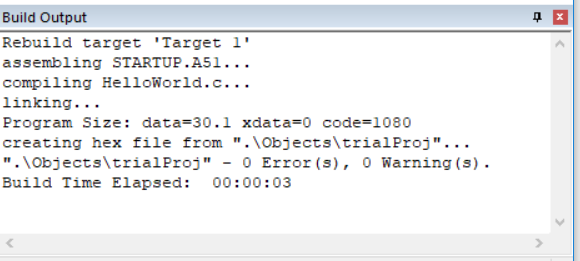 Build Output
Rebuild target 'Target 1'
assembling STARTUP.A51...
compiling HelloWorld.c...
linking...
Program Size: data=30.1 xdata=0 code=1080
creating hex file from ".\Objects\trialProj"...
".\Objects\trialProj" - 0 Error(s), 0 Warning(s).
Build Time Elapsed:  00:00:03